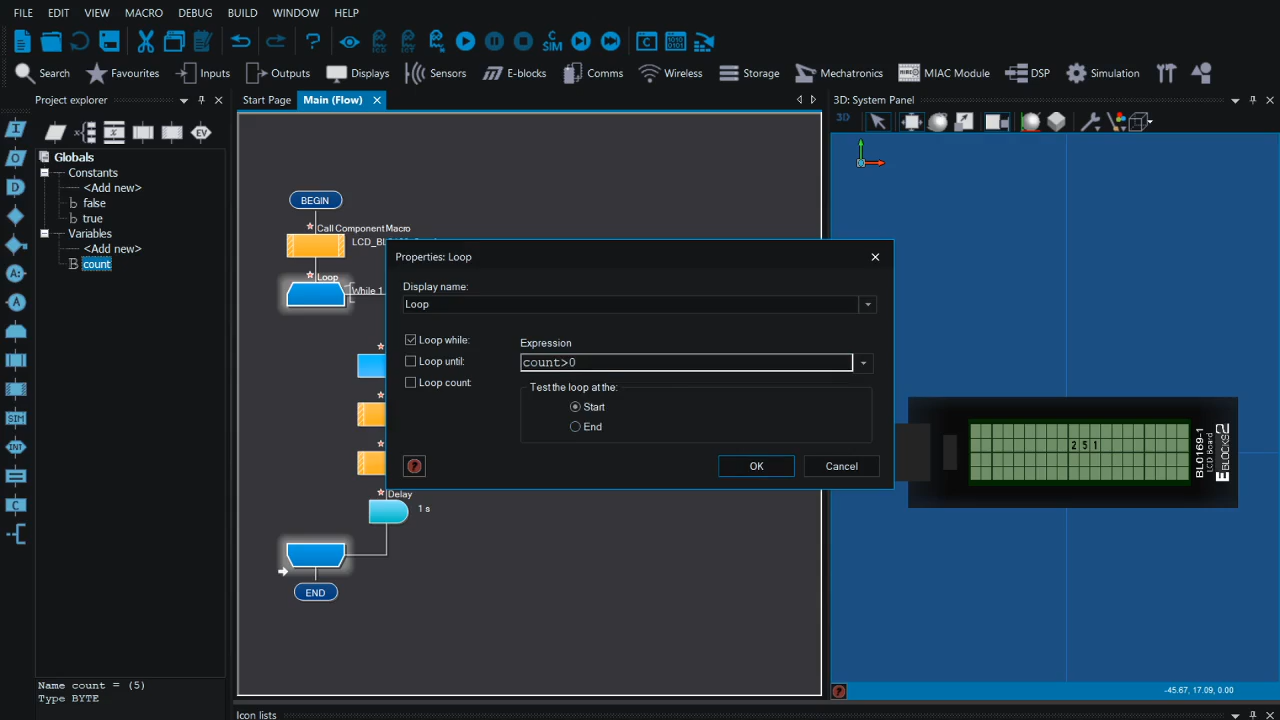 FILE EDIT VIEW MACRO DEBUG BUILD WINDOW HELP
Search Favourites Inputs Outputs Displays Sensors E-blocks Comms Wireless Storage Mechatronics MIAC Module DSP Simulation
Project explorer
Start Page Main (Flow)
3D: System Panel
Globals
Constants
<Add new>
false
true
Variables
<Add new>
count
BEGIN
Call Component Macro
Loop
While 1
Properties: Loop
Display name:
Loop
Loop while:
Loop until:
Loop count:
Expression
count>0
Test the loop at the:
Start
End
OK
Cancel
Delay
1 s
END
251
BL0169-1
LCD Board
E BLOCKS2
Name count = (5)
Type BYTE
-45.67, 17.09, 0.00
Icon lists